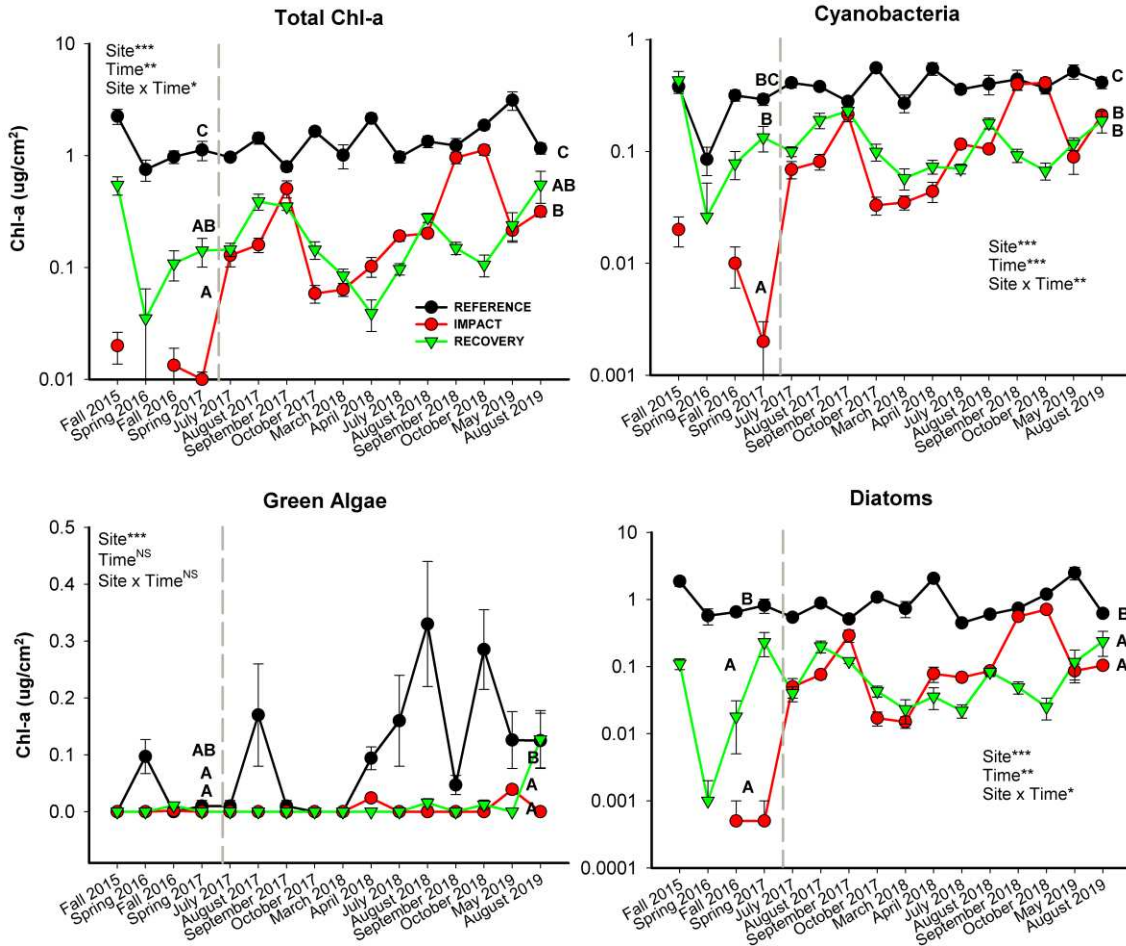 Total Chl-a
Chl-a (ug/cm²)
10
1
0.1
0.01
Site***
Time**
Site x Time*
C
AB
A
C
AB
B
REFERENCE
IMPACT
RECOVERY
Fall 2015
Spring 2016
Fall 2016
Spring 2017
July 2017
August 2017
September 2017
October 2017
March 2018
April 2018
July 2018
August 2018
September 2018
October 2018
May 2019
August 2019
Cyanobacteria
1
0.1
0.01
0.001
BC
B
A
C
B
B
Site***
Time***
Site x Time**
Fall 2015
Spring 2016
Fall 2016
Spring 2017
July 2017
August 2017
September 2017
October 2017
March 2018
April 2018
July 2018
August 2018
September 2018
October 2018
May 2019
August 2019
Green Algae
Chl-a (ug/cm²)
0.5
0.4
0.3
0.2
0.1
0.0
Site***
Time^NS
Site x Time^NS
AB
A
A
B
A
A
Fall 2015
Spring 2016
Fall 2016
Spring 2017
July 2017
August 2017
September 2017
October 2017
March 2018
April 2018
July 2018
August 2018
September 2018
October 2018
May 2019
August 2019
Diatoms
10
1
0.1
0.01
0.001
0.0001
B
A
A
B
A
A
Site***
Time**
Site x Time*
Fall 2015
Spring 2016
Fall 2016
Spring 2017
July 2017
August 2017
September 2017
October 2017
March 2018
April 2018
July 2018
August 2018
September 2018
October 2018
May 2019
August 2019